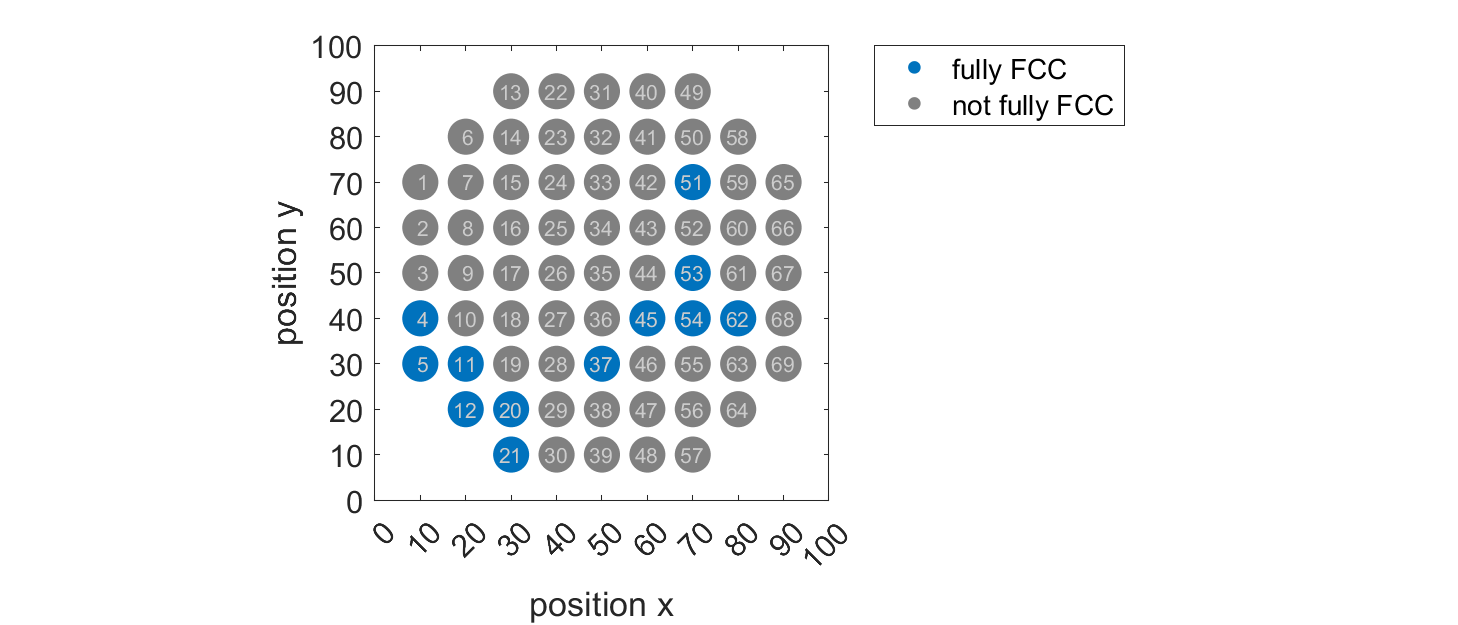 100
fully FCC
not fully FCC
90
13 22 31 40 49
80
6 14 23 32 41 50 58
70
1 7 15 24 33 42 51 59 65
60
2 8 16 25 34 43 52 60 66
50
3 9 17 26 35 44 53 61 67
40
4 10 18 27 36 45 54 62 68
30
5 11 19 28 37 46 55 63 69
20
12 20 29 38 47 56 64
10
21 30 39 48 57
0
position y
0 10 20 30 40 50 60 70 80 90 100
position x